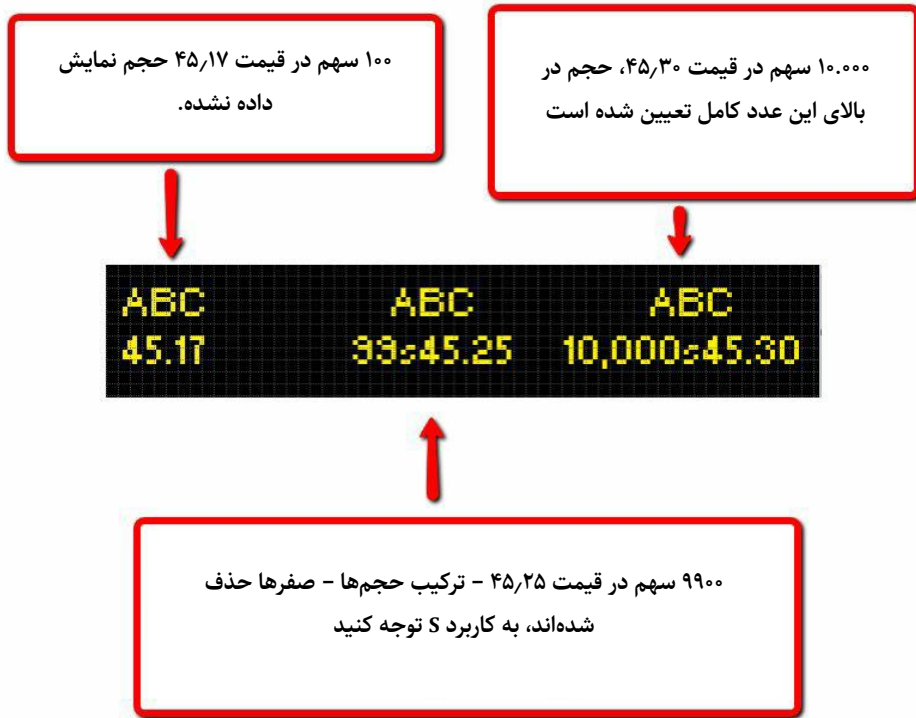 ۱۰۰ سهم در قیمت ۴۵٫۱۷ حجم نمایش
داده نشده.
۱۰.۰۰۰ سهم در قیمت ۴۵٫۳۰، حجم در
بالای این عدد کامل تعیین شده است
ABC ABC ABC
45.17 99s45.25 10,000s45.30
۹۹۰۰ سهم در قیمت ۴۵٫۲۵ – ترکیب حجم‌ها – صفرها حذف
شده‌اند، به کاربرد S توجه کنید